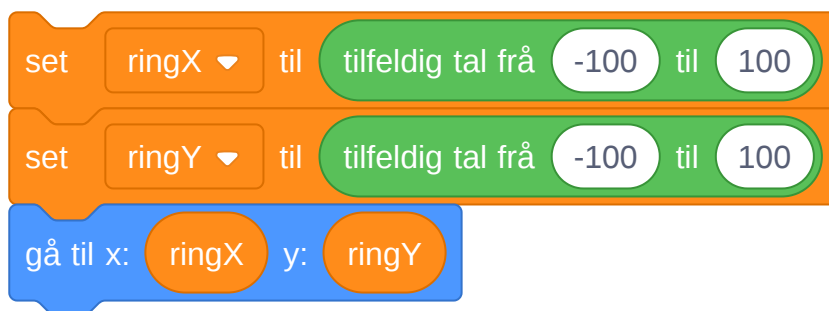 set ringX til tilfeldig tal frå -100 til 100
set ringY til tilfeldig tal frå -100 til 100
gå til x: ringX y: ringY